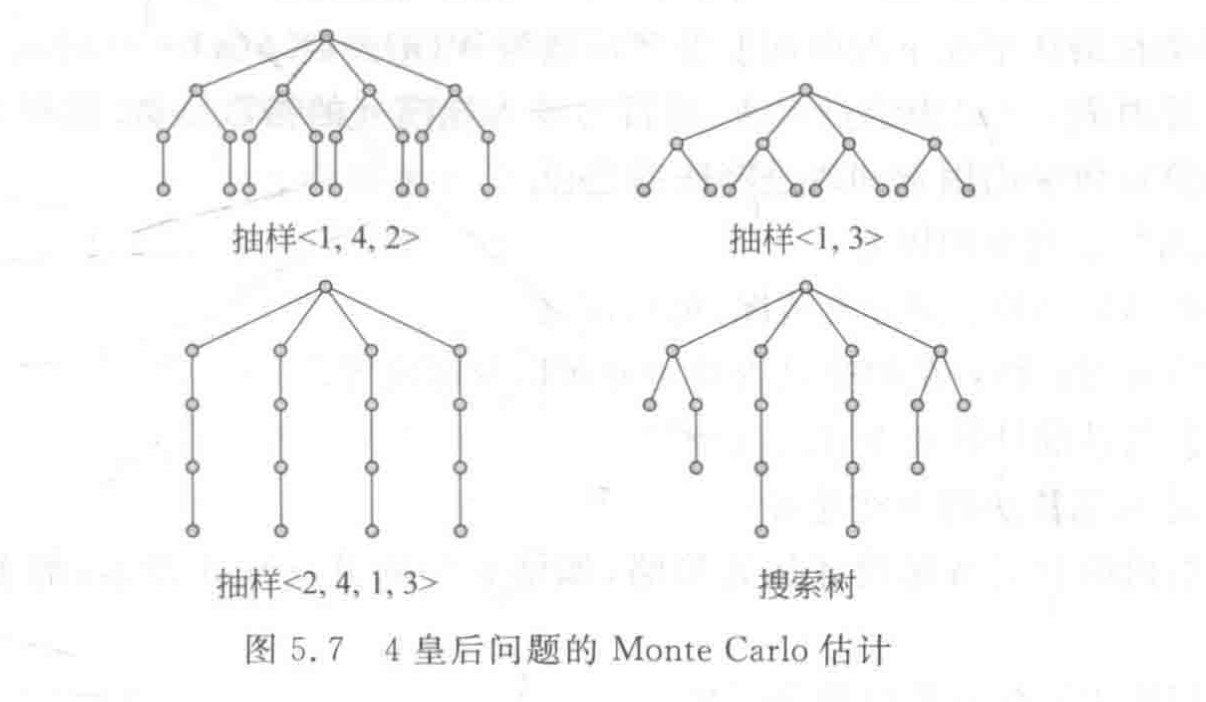 抽样<1, 4, 2>
抽样<1, 3>
抽样<2, 4, 1, 3>
搜索树
图 5.7 4 皇后问题的 Monte Carlo 估计